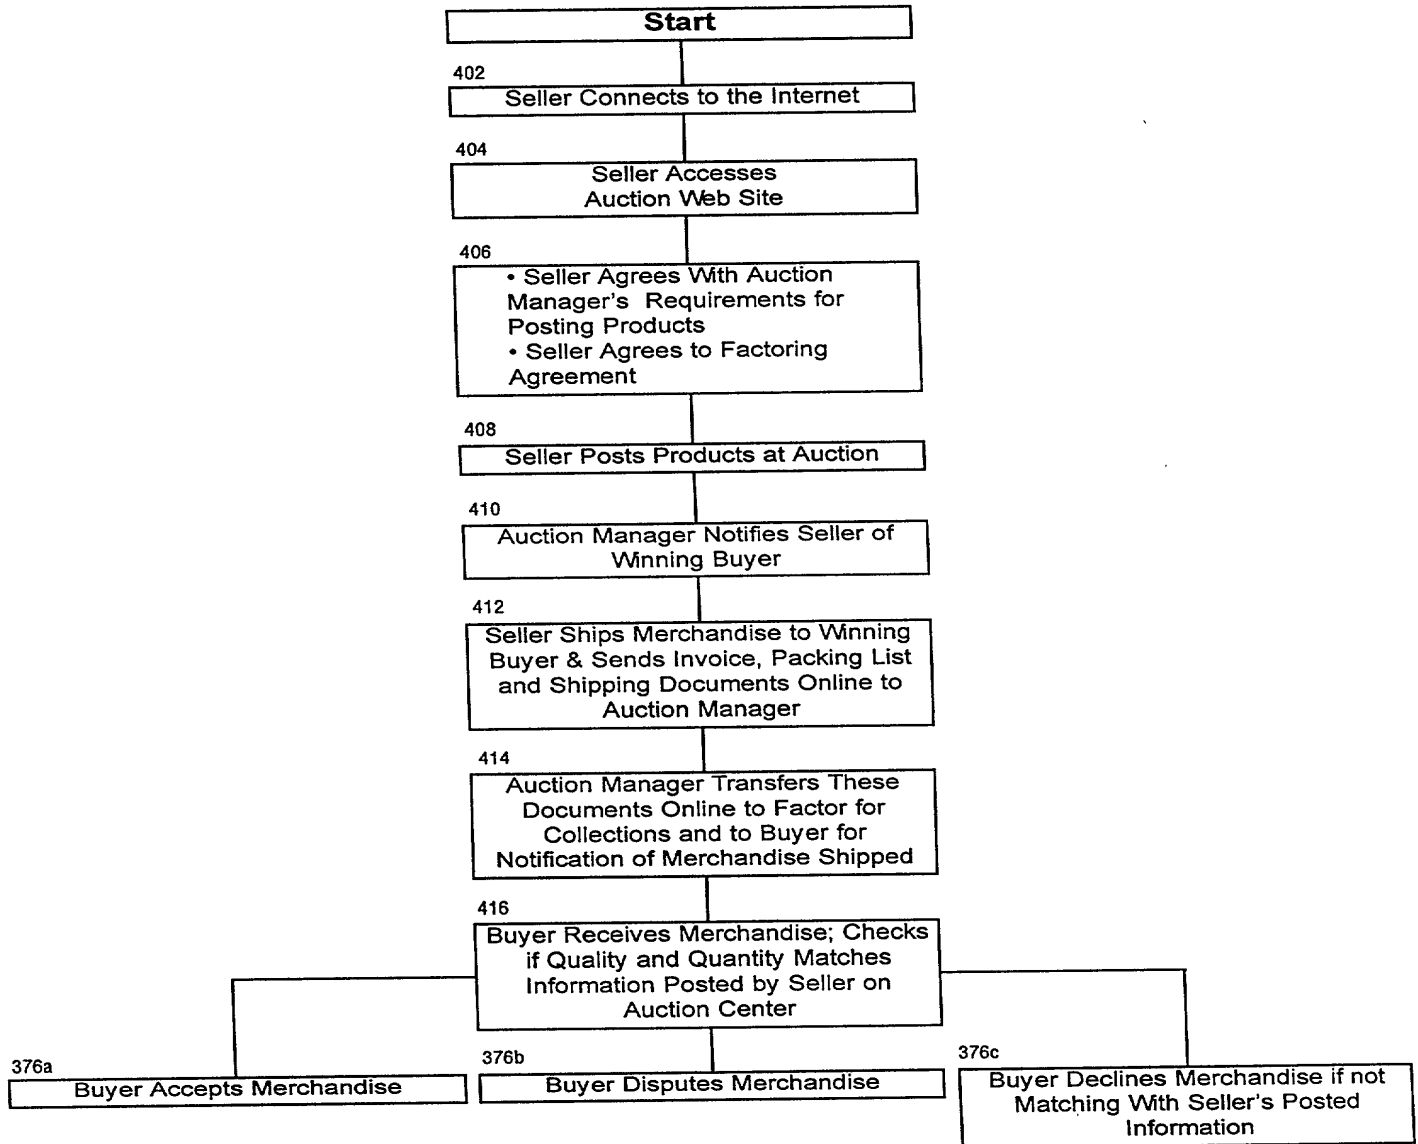 Start
402
Seller Connects to the Internet
404
Seller Accesses
Auction Web Site
406
• Seller Agrees With Auction
Manager's Requirements for
Posting Products
• Seller Agrees to Factoring
Agreement
408
Seller Posts Products at Auction
410
Auction Manager Notifies Seller of
Winning Buyer
412
Seller Ships Merchandise to Winning
Buyer & Sends Invoice, Packing List
and Shipping Documents Online to
Auction Manager
414
Auction Manager Transfers These
Documents Online to Factor for
Collections and to Buyer for
Notification of Merchandise Shipped
416
Buyer Receives Merchandise; Checks
if Quality and Quantity Matches
Information Posted by Seller on
Auction Center
376a
Buyer Accepts Merchandise
376b
Buyer Disputes Merchandise
376c
Buyer Declines Merchandise if not
Matching With Seller's Posted
Information